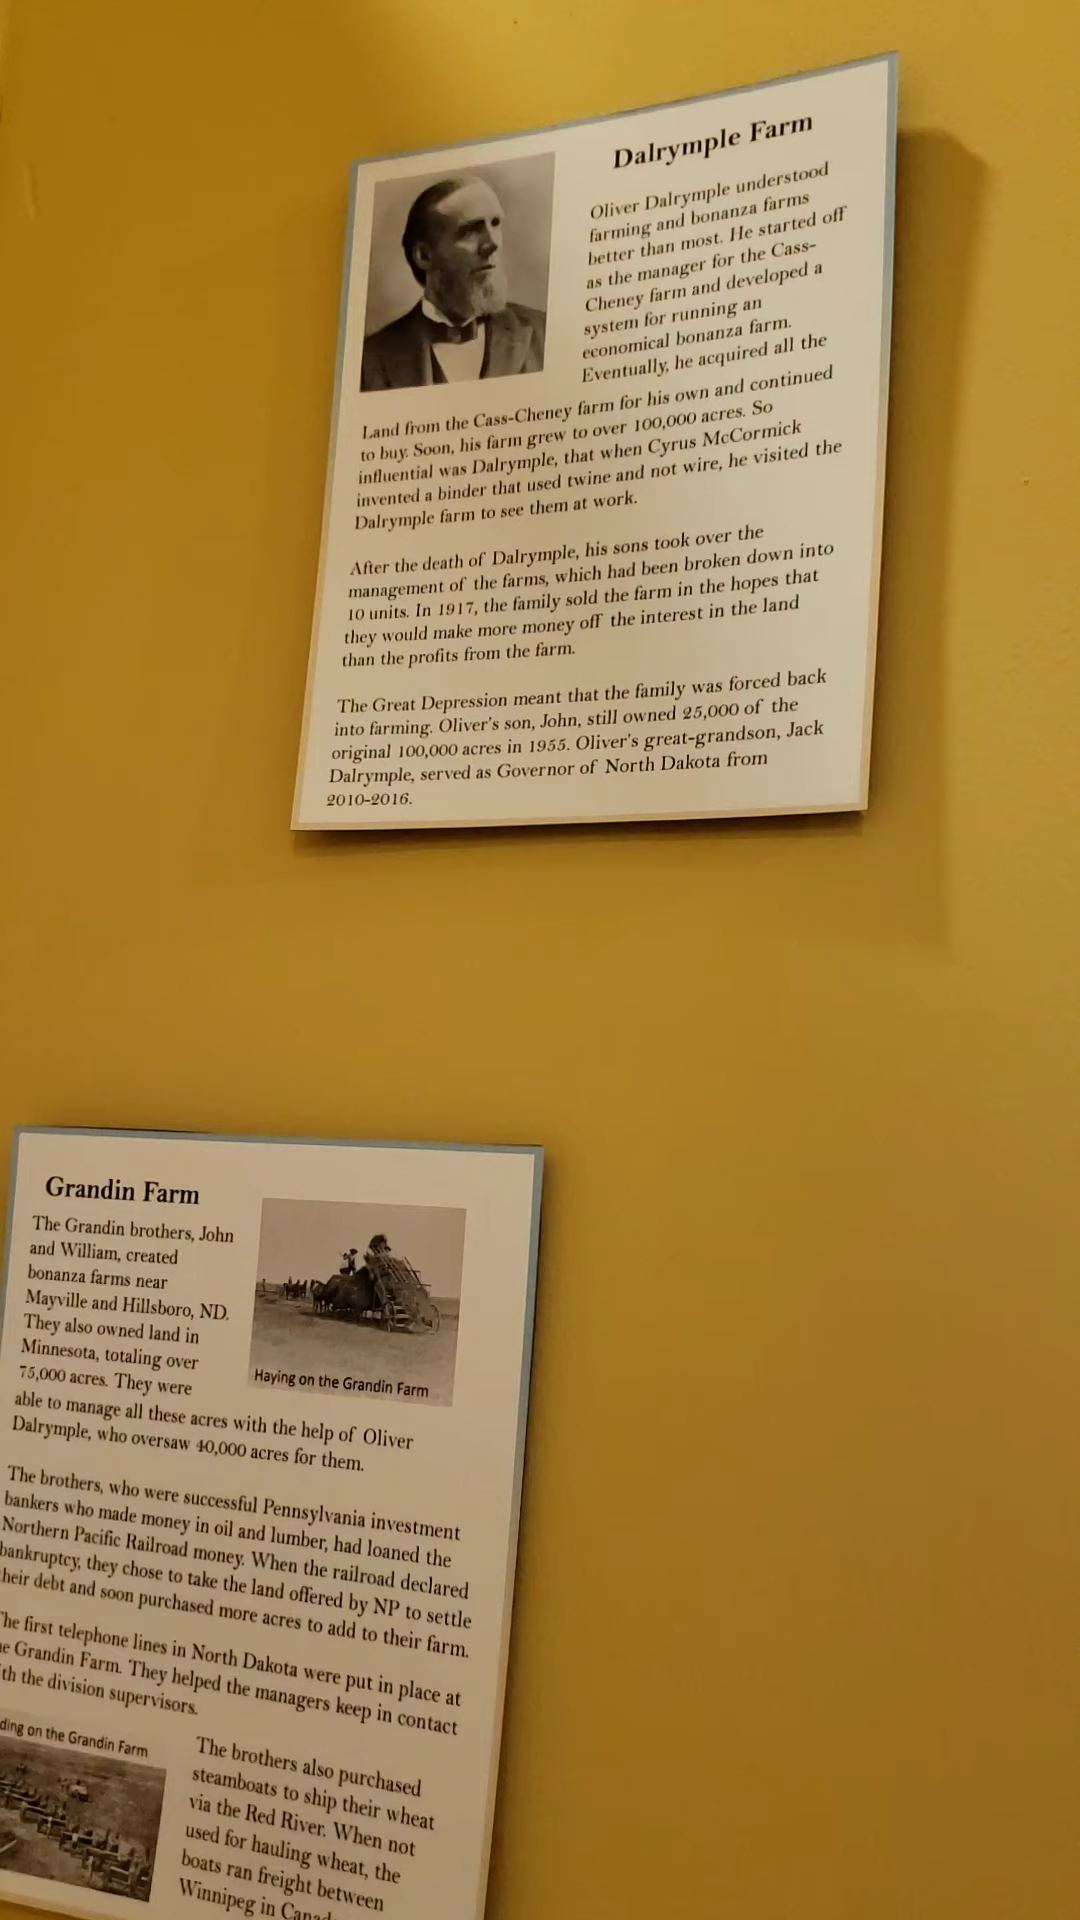 Dalrymple Farm
Oliver Dalrymple understood
farming and bonanza farms
better than most. He started off
as the manager for the Cass-
Cheney farm and developed a
system for running an
economical bonanza farm.
Eventually, he acquired all the
Land from the Cass-Cheney farm for his own and continued
to buy. Soon, his farm grew to over 100,000 acres. So
influential was Dalrymple, that when Cyrus McCormick
invented a binder that used twine and not wire, he visited the
Dalrymple farm to see them at work.
After the death of Dalrymple, his sons took over the
management of the farms, which had been broken down into
10 units. In 1917, the family sold the farm in the hopes that
they would make more money off the interest in the land
than the profits from the farm.
The Great Depression meant that the family was forced back
into farming. Oliver's son, John, still owned 25,000 of the
original 100,000 acres in 1955. Oliver's great-grandson, Jack
Dalrymple, served as Governor of North Dakota from
2010-2016.
Grandin Farm
The Grandin brothers, John
and William, created
bonanza farms near
Mayville and Hillsboro, ND.
They also owned land in
Minnesota, totaling over
75,000 acres. They were
able to manage all these acres with the help of Oliver
Dalrymple, who oversaw 40,000 acres for them.
Haying on the Grandin Farm
The brothers, who were successful Pennsylvania investment
bankers who made money in oil and lumber, had loaned the
Northern Pacific Railroad money. When the railroad declared
bankruptcy, they chose to take the land offered by NP to settle
their debt and soon purchased more acres to add to their farm.
The first telephone lines in North Dakota were put in place at
Grandin Farm. They helped the managers keep in contact
the division supervisors.
on the Grandin Farm
The brothers also purchased
steamboats to ship their wheat
via the Red River. When not
used for hauling wheat, the
boats ran freight between
Winnipeg in